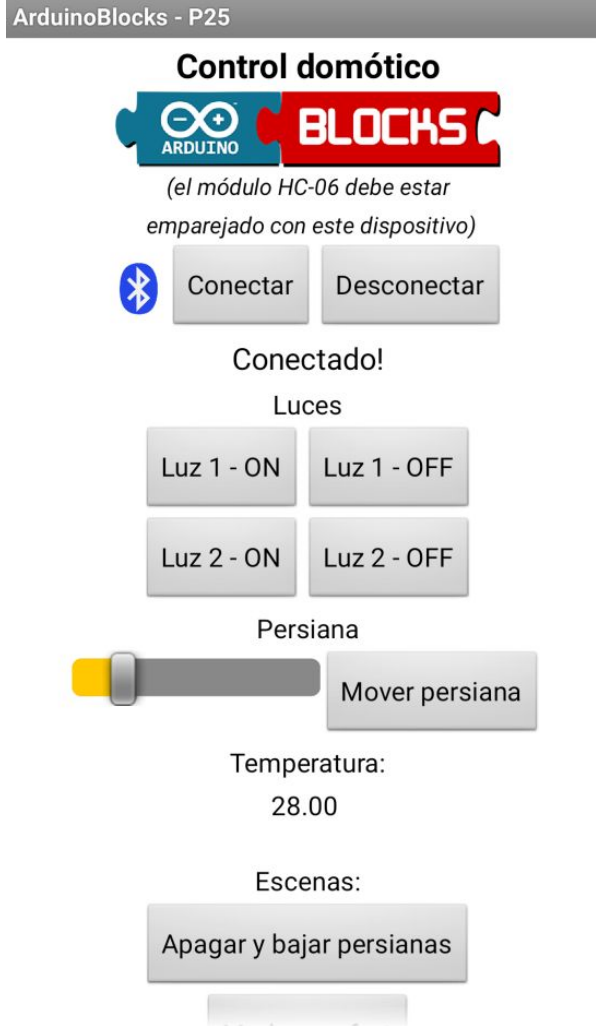 ArduinoBlocks - P25
Control domótico
ARDUINO BLOCKS
(el módulo HC-06 debe estar
emparejado con este dispositivo)
Conectar Desconectar
Conectado!
Luces
Luz 1 - ON Luz 1 - OFF
Luz 2 - ON Luz 2 - OFF
Persiana
Mover persiana
Temperatura:
28.00
Escenas:
Apagar y bajar persianas